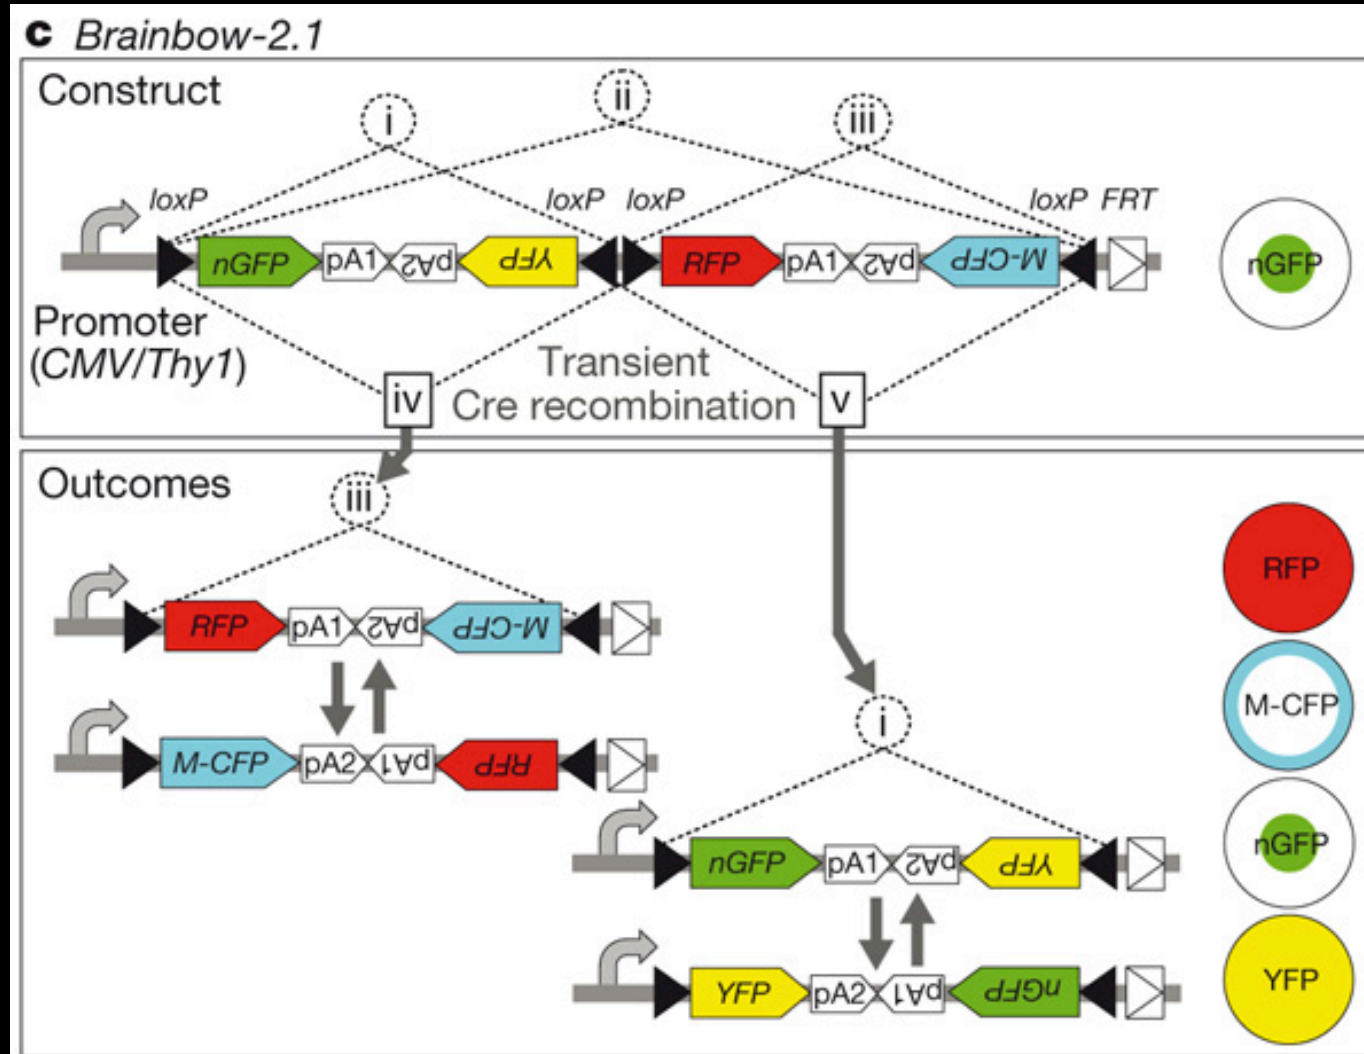 c Brainbow-2.1
Construct
i
ii
iii
loxP
loxP
loxP
loxP
FRT
nGFP
pA1
pA2
YFP
RFP
pA1
pA2
M-CFP
nGFP
Promoter
(CMV/Thy1)
Transient
Cre recombination
iv
v
Outcomes
iii
RFP
pA1
pA2
M-CFP
M-CFP
pA2
pA1
RFP
i
nGFP
pA1
pA2
YFP
YFP
pA2
pA1
nGFP
RFP
M-CFP
nGFP
YFP